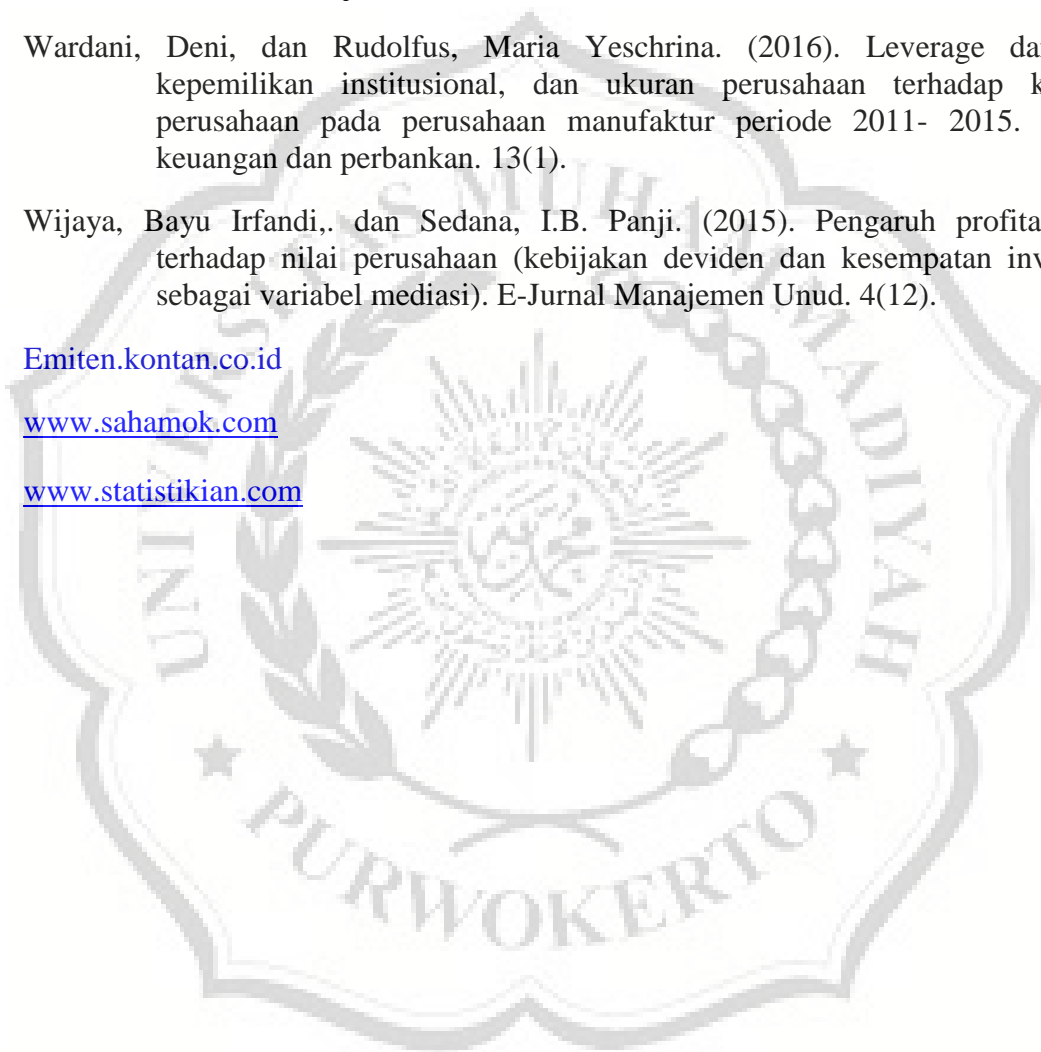 Wardani, Deni, dan Rudolfus, Maria Yeschrina. (2016). Leverage
kepemilikan institusional, dan ukuran perusahaan terhadap
perusahaan pada perusahaan manufaktur periode 2011- 2015.
keuangan dan perbankan. 13(1).
Wijaya, Bayu Irfandi,. dan Sedana, I.B. Panji. (2015). Pengaruh
terhadap nilai perusahaan (kebijakan deviden dan kesempatan
sebagai variabel mediasi). E-Jurnal Manajemen Unud. 4(12).
Emiten.kontan.co.id
www.sahamok.com
www.statistikian.com
UNIVERSITAS MUHAMMADIYAH
PURWOKERTO